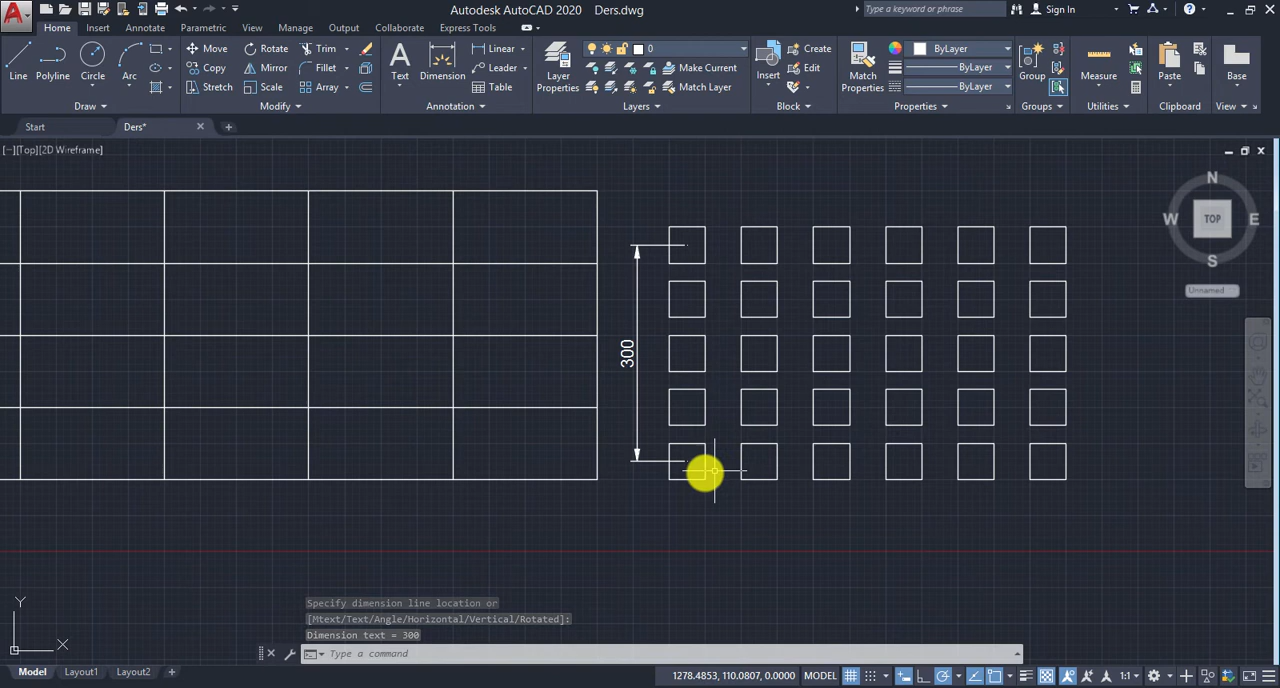 Autodesk AutoCAD 2020 Ders.dwg
Type a keyword or phrase
Sign In
Home Insert Annotate Parametric View Manage Output Collaborate Express Tools
Line
Polyline
Circle
Arc
Draw
Move
Rotate
Trim
Copy
Mirror
Fillet
Stretch
Scale
Array
Modify
Text
Dimension
Linear
Leader
Table
Annotation
Layer
Properties
0
Make Current
Match Layer
Layers
Insert
Create
Edit
Block
Match
Properties
ByLayer
ByLayer
ByLayer
Properties
Group
Groups
Measure
Utilities
Paste
Clipboard
Base
View
Start
Ders*
[−][Top][2D Wireframe]
N
W
TOP
E
S
Unnamed
300
Y
X
Specify dimension line location or
[Mtext/Text/Angle/Horizontal/Vertical/Rotated]:
Dimension text = 300
Type a command
Model Layout1 Layout2
1278.4853, 110.0807, 0.0000 MODEL
1:1